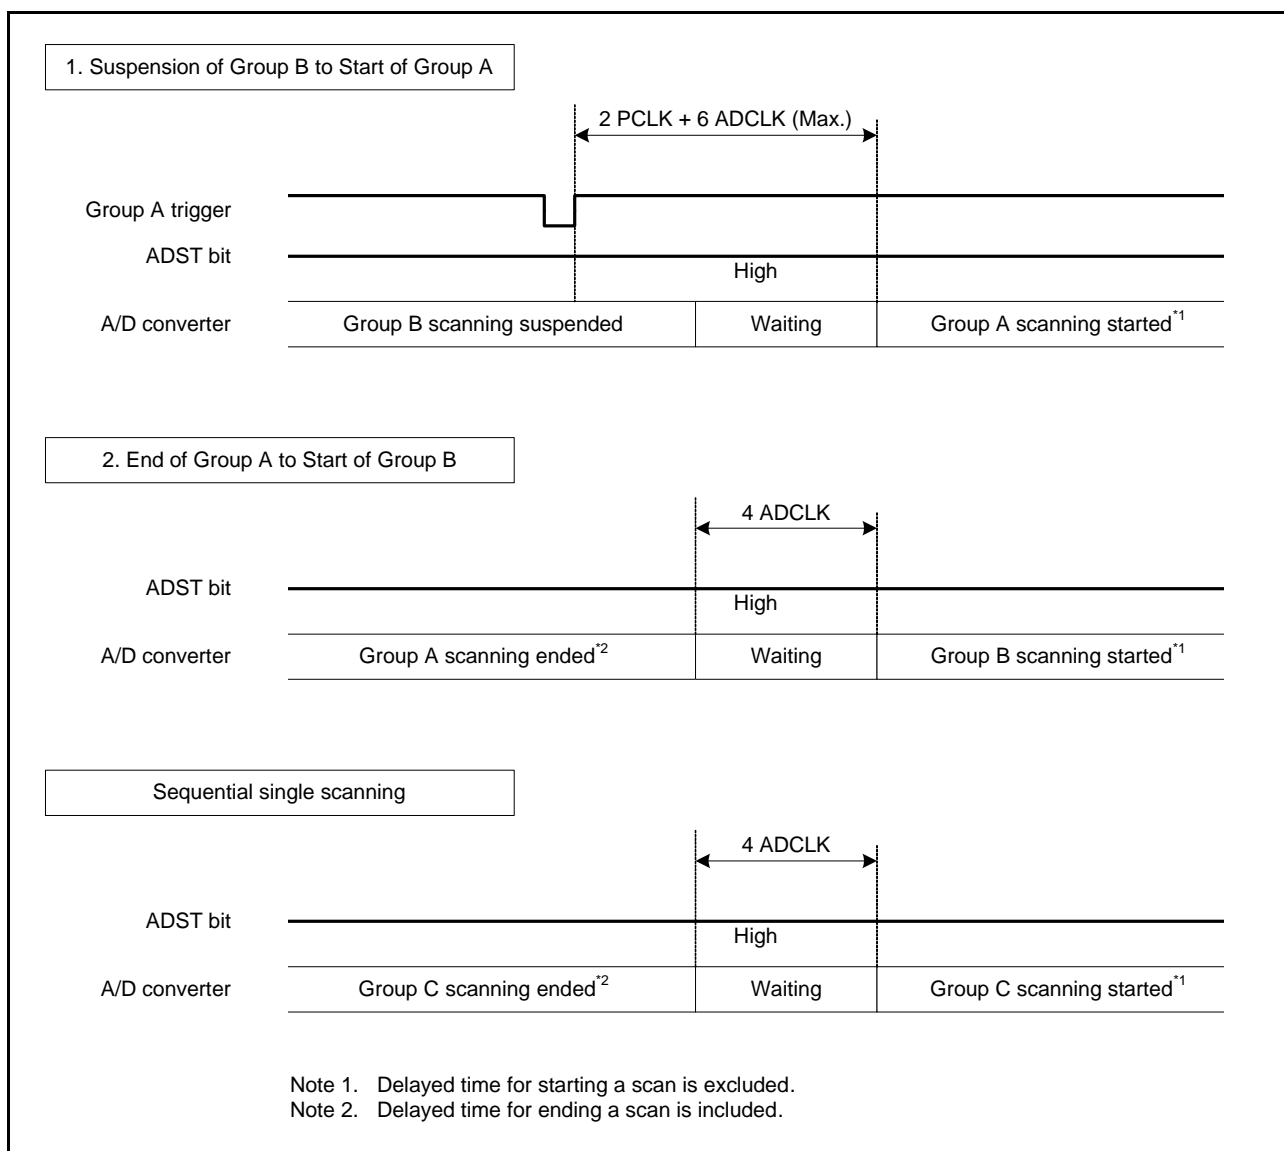 1. Suspension of Group B to Start of Group A
2 PCLK + 6 ADCLK (Max.)
Group A trigger
ADST bit
High
A/D converter
Group B scanning suspended
Waiting
Group A scanning started*1
2. End of Group A to Start of Group B
4 ADCLK
ADST bit
High
A/D converter
Group A scanning ended*2
Waiting
Group B scanning started*1
Sequential single scanning
4 ADCLK
ADST bit
High
A/D converter
Group C scanning ended*2
Waiting
Group C scanning started*1
Note 1. Delayed time for starting a scan is excluded.
Note 2. Delayed time for ending a scan is included.